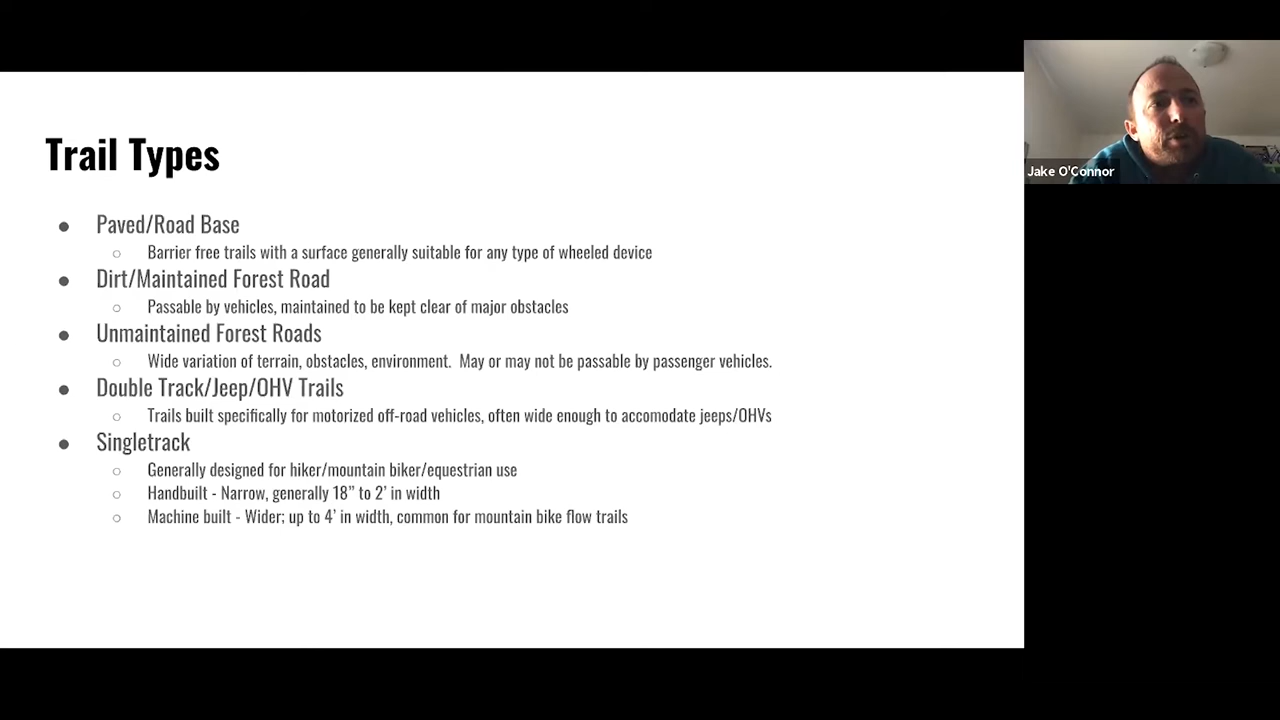 Trail Types
● Paved/Road Base
○ Barrier free trails with a surface generally suitable for any type of wheeled device
● Dirt/Maintained Forest Road
○ Passable by vehicles, maintained to be kept clear of major obstacles
● Unmaintained Forest Roads
○ Wide variation of terrain, obstacles, environment.  May or may not be passable by passenger vehicles.
● Double Track/Jeep/OHV Trails
○ Trails built specifically for motorized off-road vehicles, often wide enough to accomodate jeeps/OHVs
● Singletrack
○ Generally designed for hiker/mountain biker/equestrian use
○ Handbuilt - Narrow, generally 18” to 2’ in width
○ Machine built - Wider; up to 4’ in width, common for mountain bike flow trails
Jake O'Connor